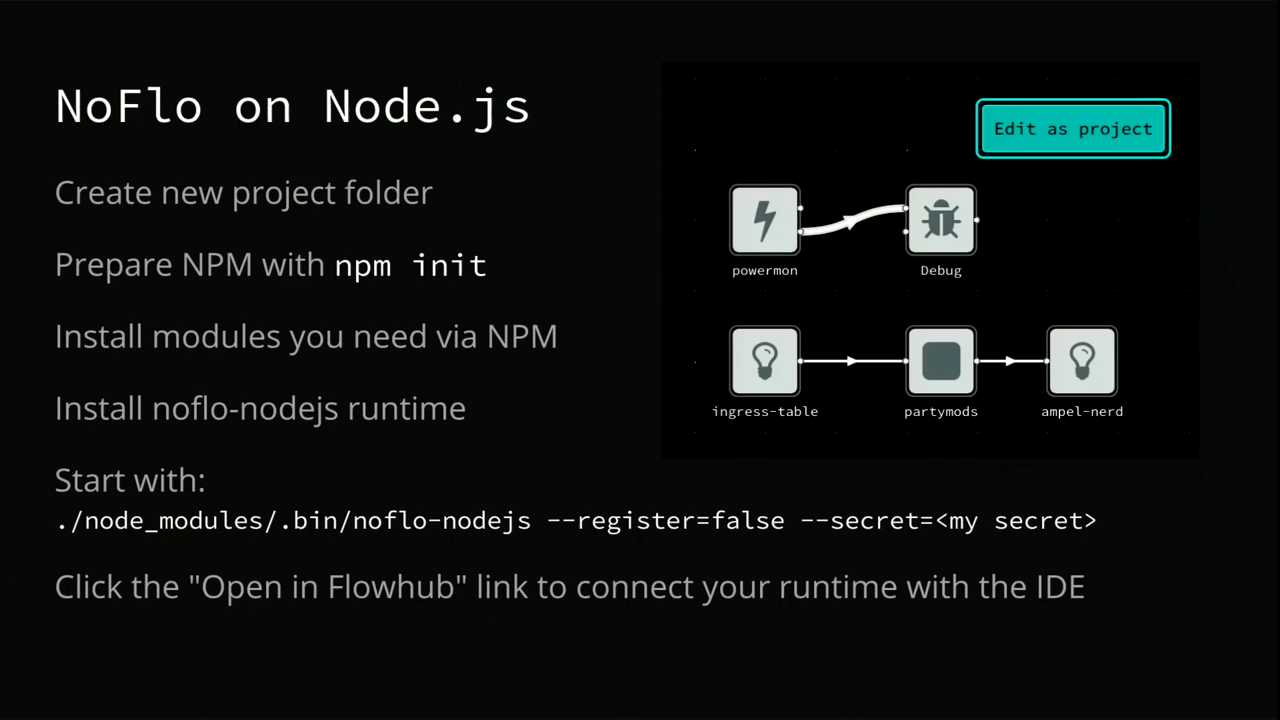 NoFlo on Node.js
Create new project folder
Prepare NPM with npm init
Install modules you need via NPM
Install noflo-nodejs runtime
Start with:
./node_modules/.bin/noflo-nodejs --register=false --secret=<my secret>
Click the "Open in Flowhub" link to connect your runtime with the IDE
Edit as project
powermon
Debug
ingress-table
partymods
ampel-nerd